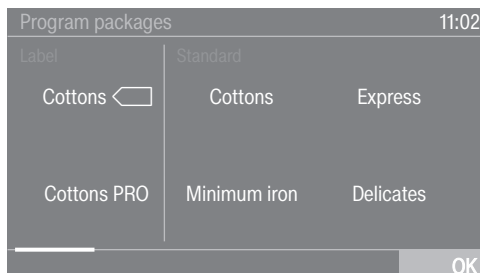 Program packages 11:02
Label Standard
Cottons Cottons Express
Cottons PRO Minimum iron Delicates
OK